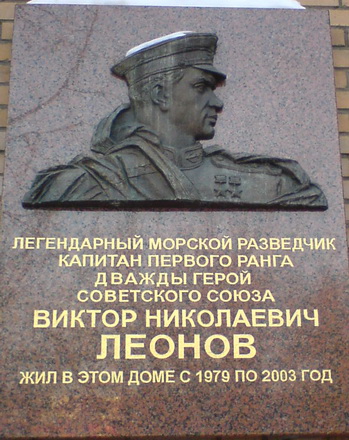 ЛЕГЕНДАРНЫЙ МОРСКОЙ РАЗВЕДЧИК
КАПИТАН ПЕРВОГО РАНГА
ДВАЖДЫ ГЕРОЙ
СОВЕТСКОГО СОЮЗА
ВИКТОР НИКОЛАЕВИЧ
ЛЕОНОВ
ЖИЛ В ЭТОМ ДОМЕ С 1979 ПО 2003 ГОД